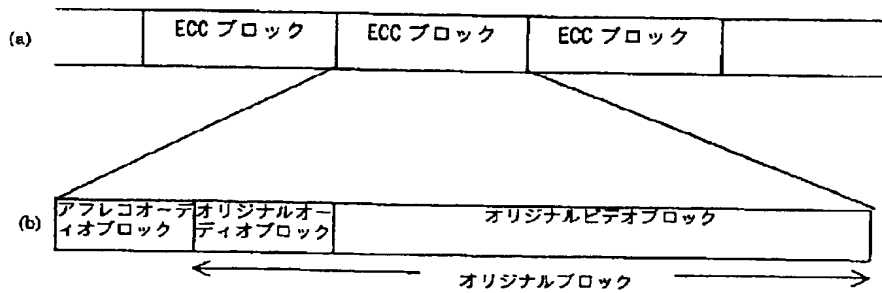 (a)
ECC ブロック
ECC ブロック
ECC ブロック
(b)
アフレコオーデ
ィオブロック
オリジナルオー
ディオブロック
オリジナルビデオブロック
オリジナルブロック